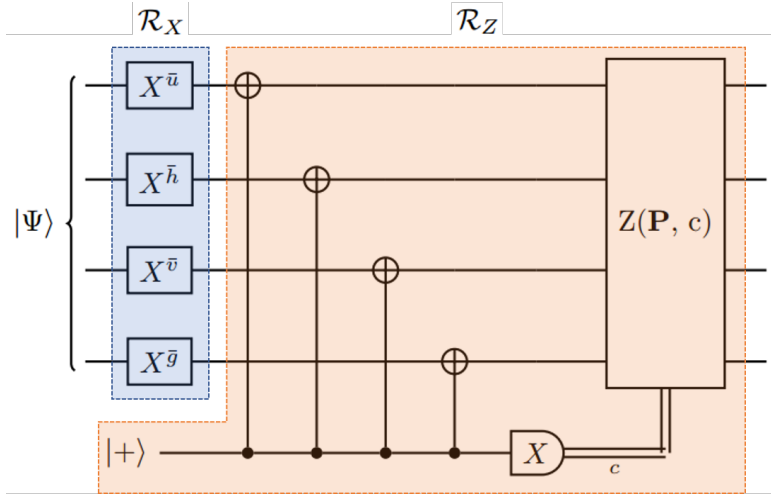 𝓡_X 𝓡_Z
X^ū
X^h̄
|Ψ⟩ Z(𝐏, c)
X^v̄
X^ḡ
|+⟩ X
c